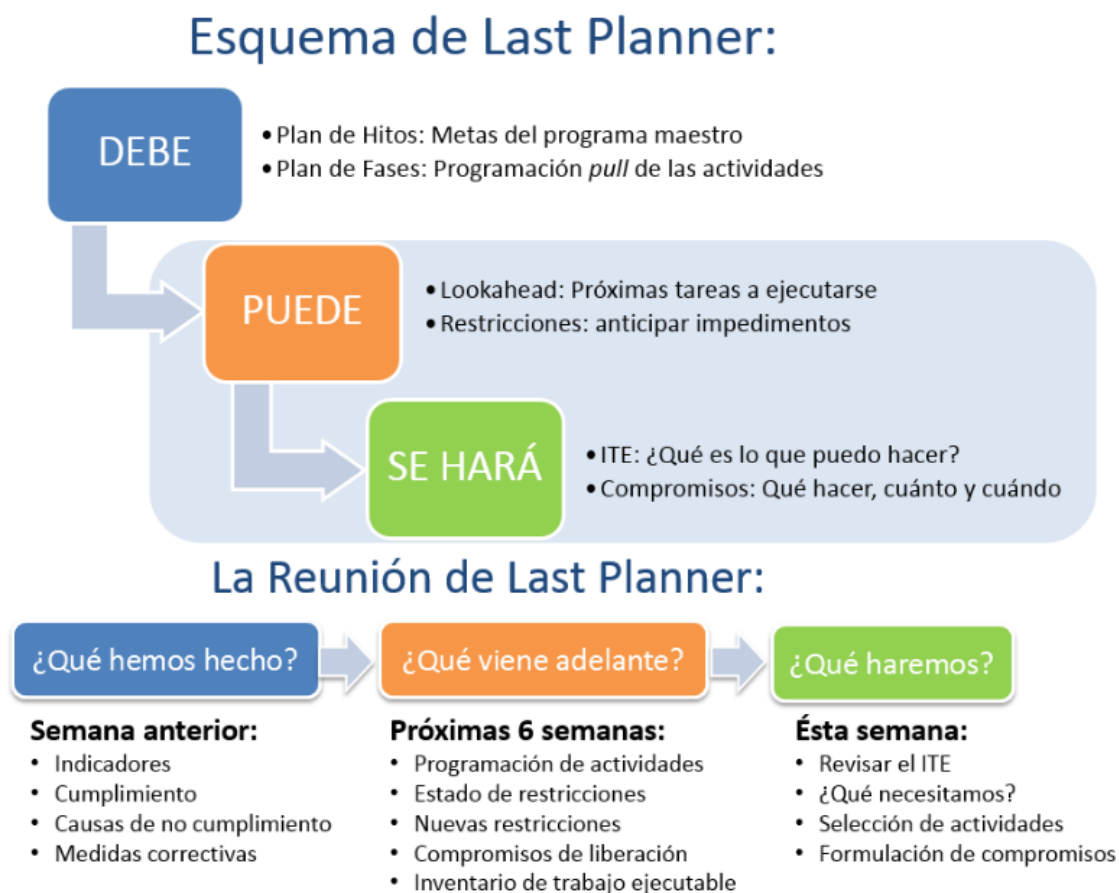 Esquema de Last Planner:
DEBE
• Plan de Hitos: Metas del programa maestro
• Plan de Fases: Programación pull de las actividades
PUEDE
• Lookahead: Próximas tareas a ejecutarse
• Restricciones: anticipar impedimentos
SE HARÁ
• ITE: ¿Qué es lo que puedo hacer?
• Compromisos: Qué hacer, cuánto y cuándo
La Reunión de Last Planner:
¿Qué hemos hecho?
Semana anterior:
• Indicadores
• Cumplimiento
• Causas de no cumplimiento
• Medidas correctivas
¿Qué viene adelante?
Próximas 6 semanas:
• Programación de actividades
• Estado de restricciones
• Nuevas restricciones
• Compromisos de liberación
• Inventario de trabajo ejecutable
¿Qué haremos?
Ésta semana:
• Revisar el ITE
• ¿Qué necesitamos?
• Selección de actividades
• Formulación de compromisos